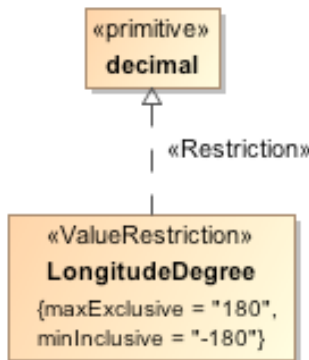 «primitive»
decimal
«Restriction»
«ValueRestriction»
LongitudeDegree
{maxExclusive = "180",
minInclusive = "-180"}